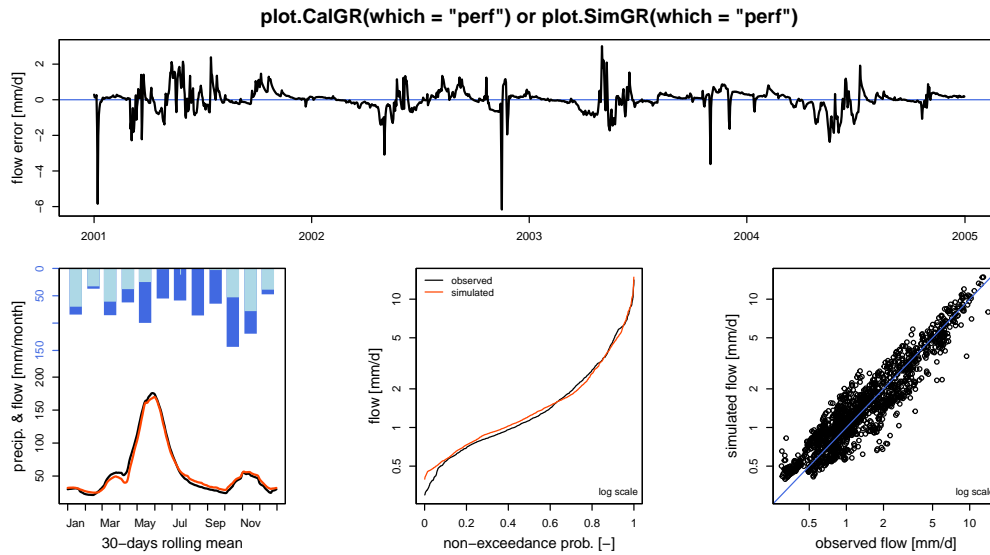 plot.CalGR(which = "perf") or plot.SimGR(which = "perf")
flow error [mm/d]
2
0
−2
−4
−6
2001
2002
2003
2004
2005
precip. & flow [mm/month]
0
50
150
200
150
100
50
Jan
Mar
May
Jul
Sep
Nov
30−days rolling mean
flow [mm/d]
10
5
2
1
0.5
observed
simulated
log scale
0
0.2
0.4
0.6
0.8
1
non−exceedance prob. [−]
simulated flow [mm/d]
10
5
2
1
0.5
log scale
0.5
1
2
5
10
observed flow [mm/d]